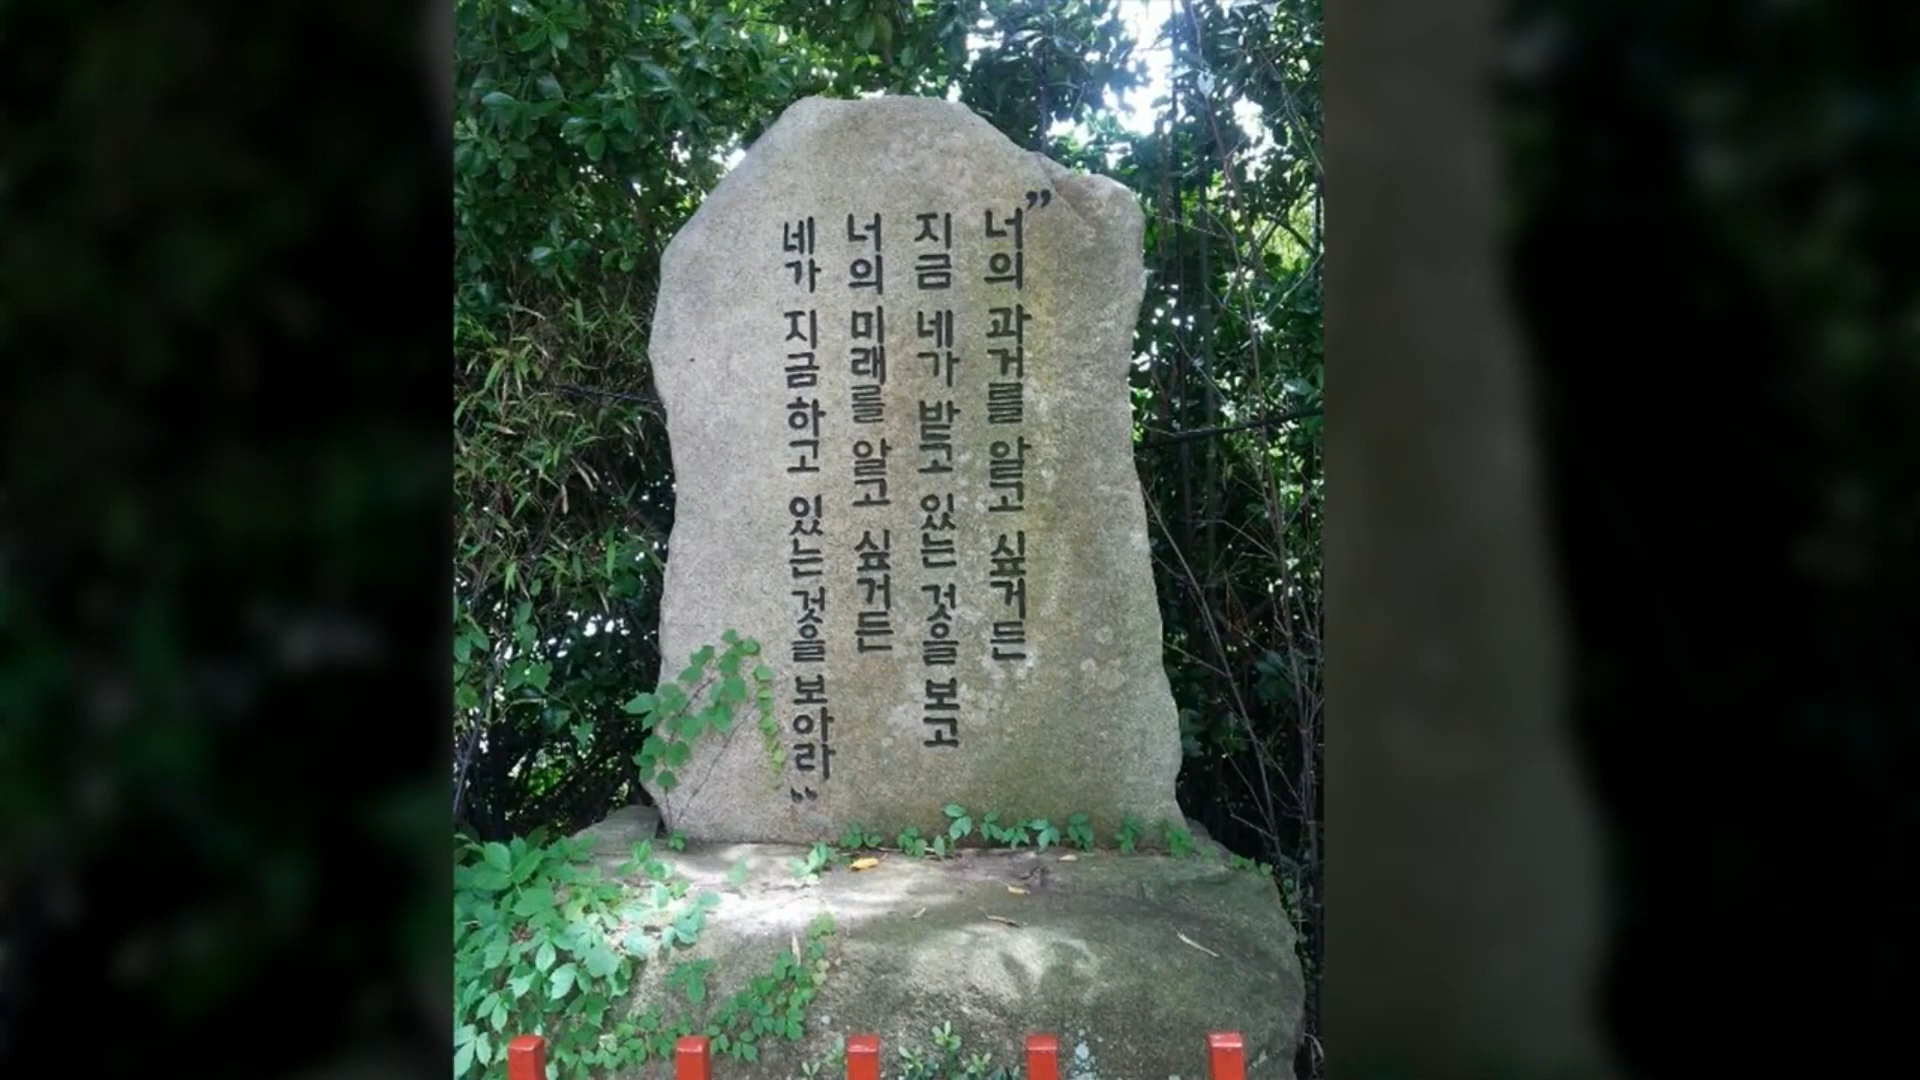 ”너의 과거를 알고 싶거든
지금 네가 받고 있는 것을 보고
너의 미래를 알고 싶거든
네가 지금 하고 있는 것을 보아라“